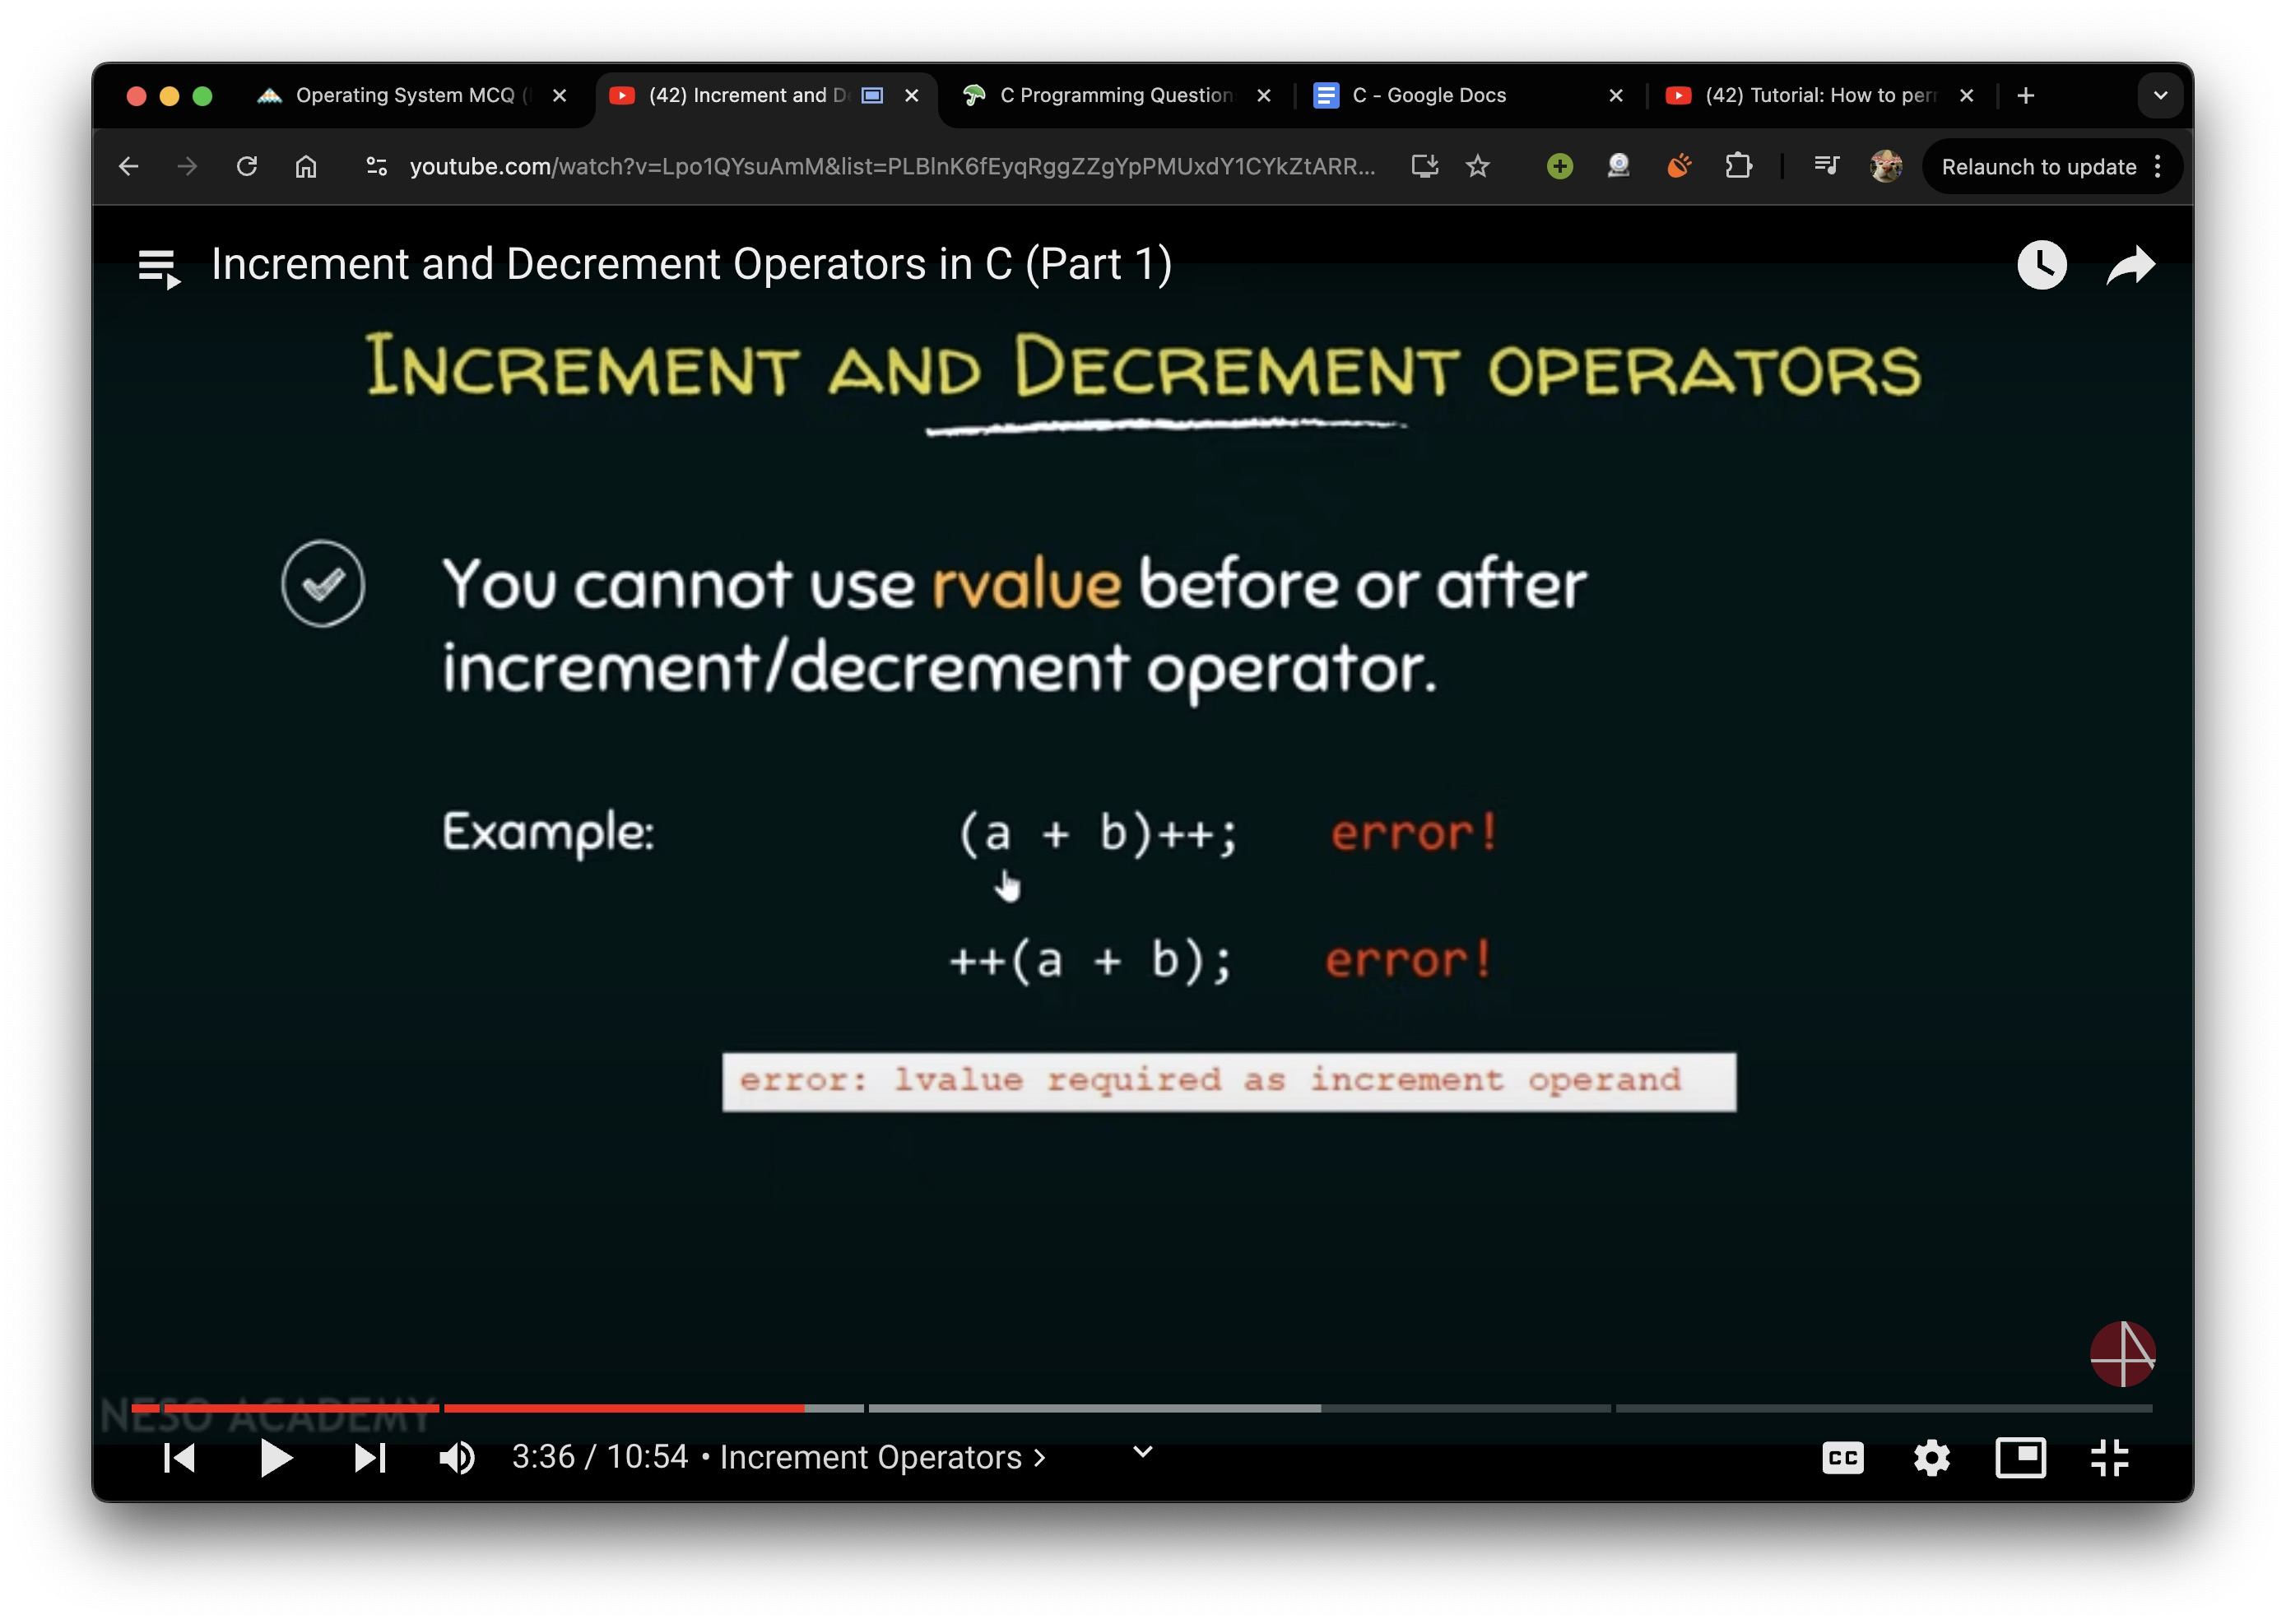 Operating System MCQ (
(42) Increment and De
C Programming Question
C - Google Docs
(42) Tutorial: How to per
youtube.com/watch?v=Lpo1QYsuAmM&list=PLBlnK6fEyqRggZZgYpPMUxdY1CYkZtARR...
Relaunch to update
Increment and Decrement Operators in C (Part 1)
INCREMENT AND DECREMENT OPERATORS
You cannot use rvalue before or after
increment/decrement operator.
Example: (a + b)++; error!
++(a + b); error!
error: lvalue required as increment operand
NESO ACADEMY
3:36 / 10:54 • Increment Operators >
CC